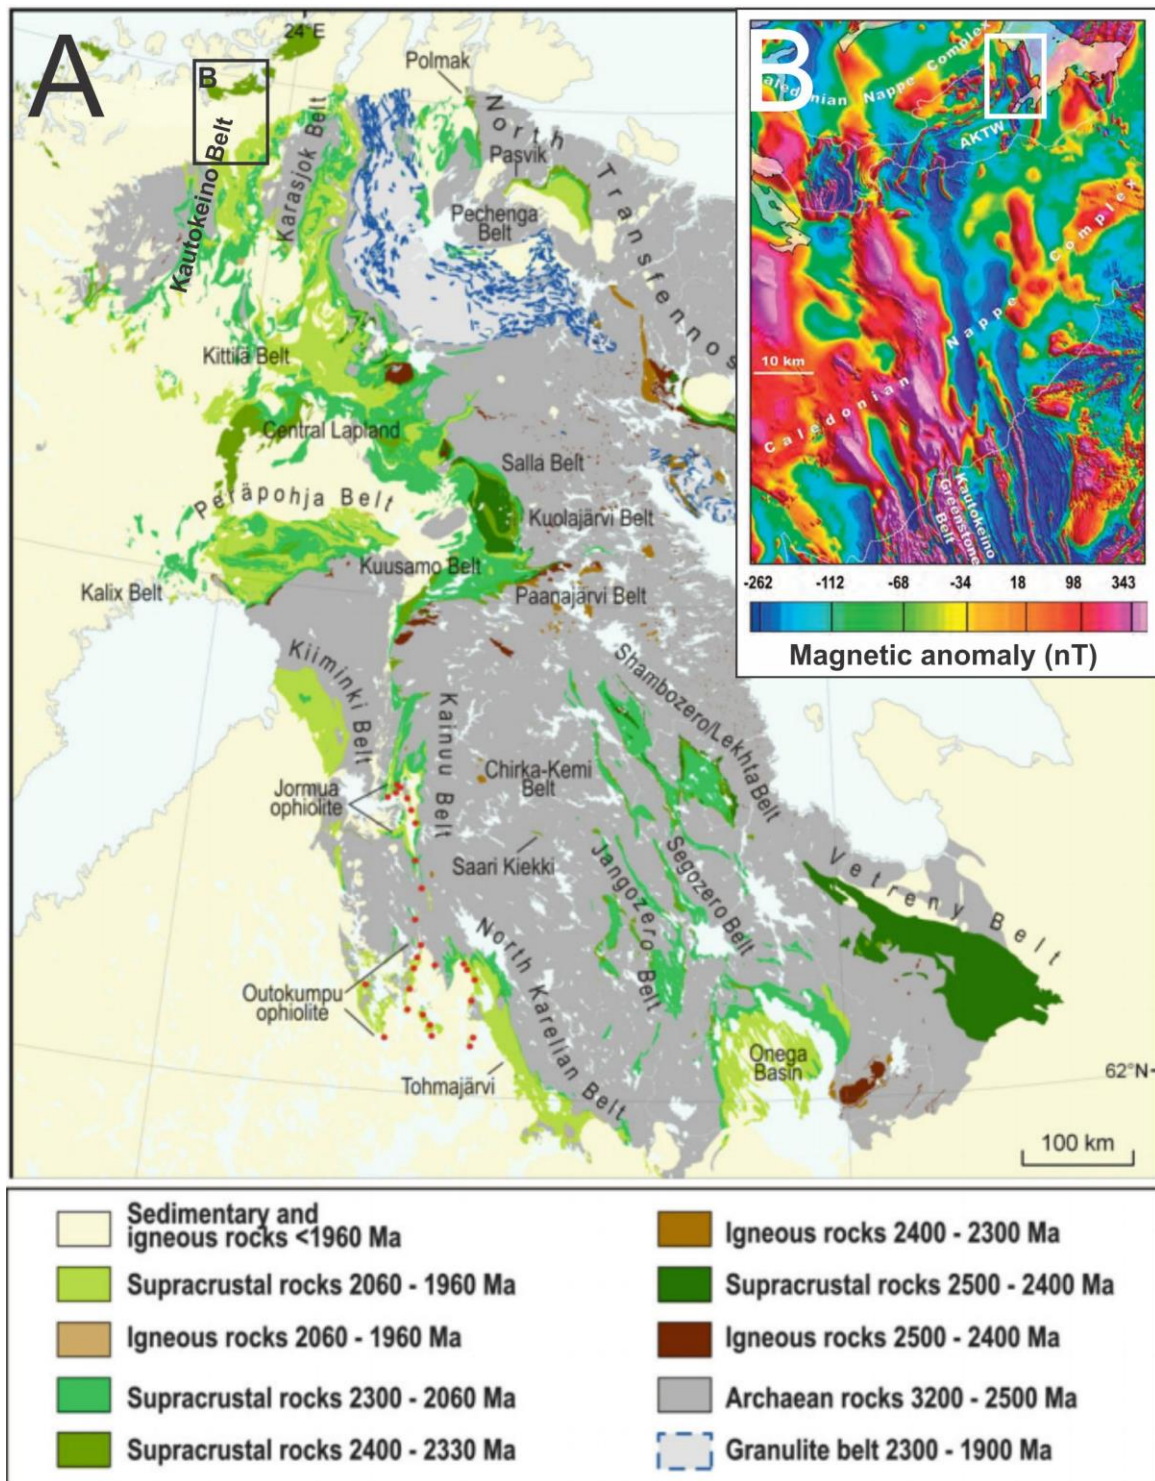 A
24° E
B
Polmak
Kautokeino Belt
Karasjok Belt
North Transfennos
Pasvik
Pechenga
Belt
Kittilä Belt
Central Lapland
Salla Belt
Peräpohja Belt
Kuolajärvi Belt
Kuusamo Belt
Kalix Belt
Paanajärvi Belt
Kiiminki Belt
Kainuu Belt
Shambozero/Lekhta Belt
Chirka-Kemi
Belt
Jormua
ophiolite
Saari Kiekki
Jangozero Belt
Segozero Belt
Vetreny Belt
North Karelian Belt
Outokumpu
ophiolite
Onega
Basin
Tohmajärvi
62°N
100 km
B
aledonian Nappe Complex
AKTW
10 km
Caledonian Nappe Complex
Kautokeino
Greenstone
Belt
-262 -112 -68 -34 18 98 343
Magnetic anomaly (nT)
Sedimentary and
igneous rocks <1960 Ma
Supracrustal rocks 2060 - 1960 Ma
Igneous rocks 2060 - 1960 Ma
Supracrustal rocks 2300 - 2060 Ma
Supracrustal rocks 2400 - 2330 Ma
Igneous rocks 2400 - 2300 Ma
Supracrustal rocks 2500 - 2400 Ma
Igneous rocks 2500 - 2400 Ma
Archaean rocks 3200 - 2500 Ma
Granulite belt 2300 - 1900 Ma